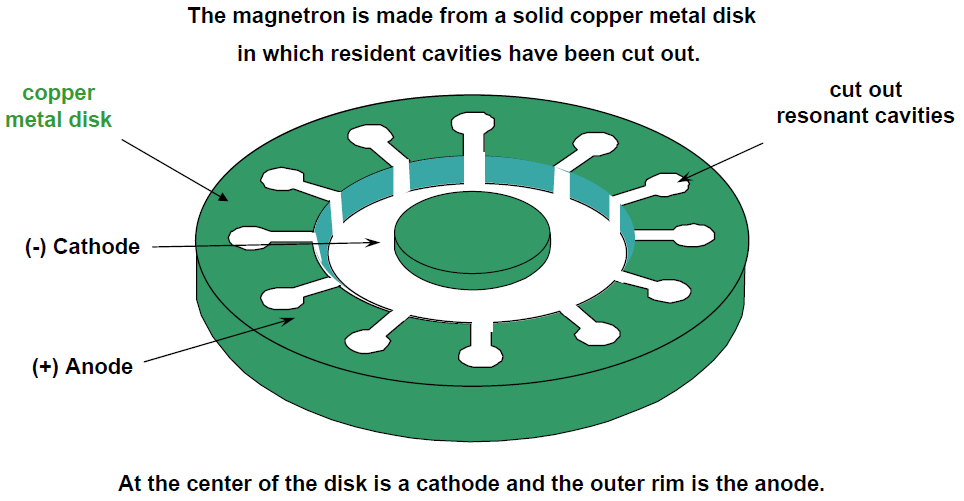 The magnetron is made from a solid copper metal disk
in which resident cavities have been cut out.
copper
metal disk
cut out
resonant cavities
(-) Cathode
(+) Anode
At the center of the disk is a cathode and the outer rim is the anode.